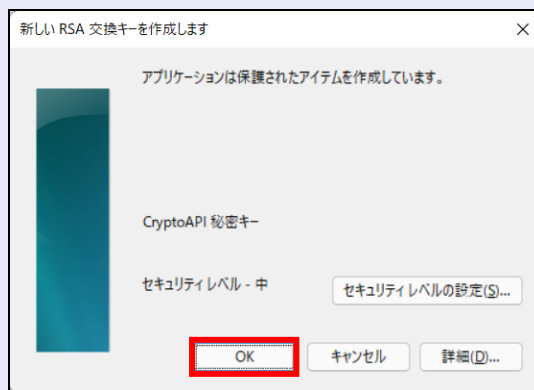 新しい RSA 交換キーを作成します
アプリケーションは保護されたアイテムを作成しています。
CryptoAPI 秘密キー
セキュリティ レベル - 中
セキュリティ レベルの設定(S)...
OK
キャンセル
詳細(D)...